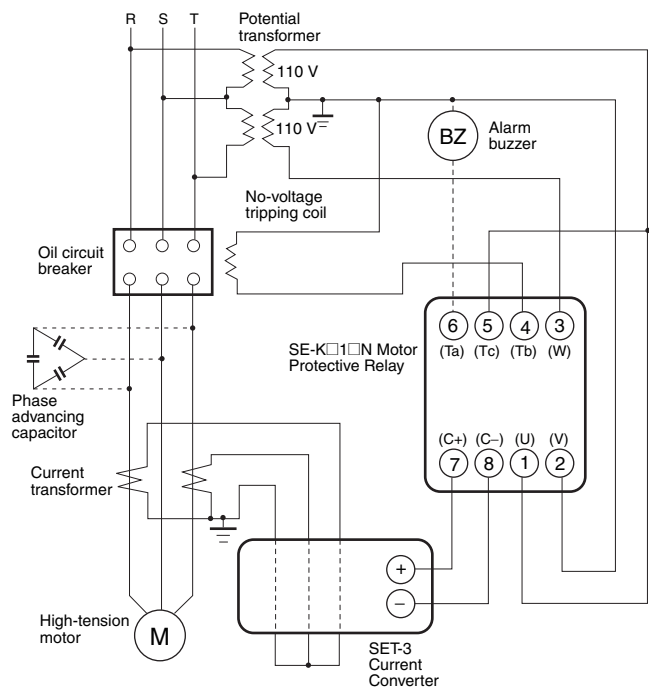 R S T
Potential
transformer
110 V
110 V
BZ
Alarm
buzzer
No-voltage
tripping coil
Oil circuit
breaker
6 5 4 3
(Ta) (Tc) (Tb) (W)
SE-K□1□N Motor
Protective Relay
Phase
advancing
capacitor
(C+) (C−) (U) (V)
7 8 1 2
Current
transformer
+
−
High-tension
motor
M
SET-3
Current
Converter